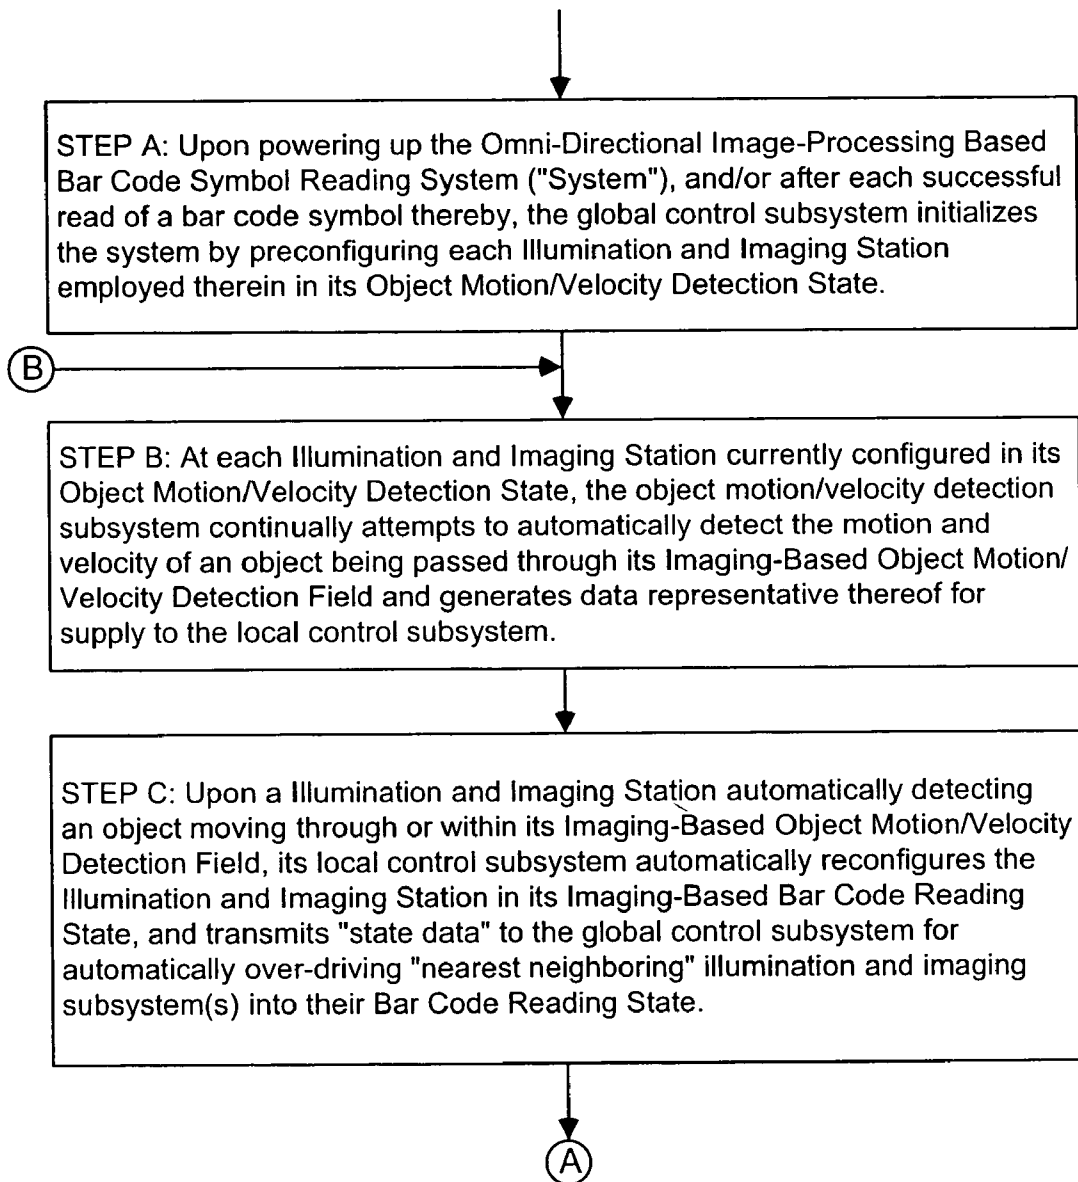 STEP A: Upon powering up the Omni-Directional Image-Processing Based
Bar Code Symbol Reading System ("System"), and/or after each successful
read of a bar code symbol thereby, the global control subsystem initializes
the system by preconfiguring each Illumination and Imaging Station
employed therein in its Object Motion/Velocity Detection State.
B
STEP B: At each Illumination and Imaging Station currently configured in its
Object Motion/Velocity Detection State, the object motion/velocity detection
subsystem continually attempts to automatically detect the motion and
velocity of an object being passed through its Imaging-Based Object Motion/
Velocity Detection Field and generates data representative thereof for
supply to the local control subsystem.
STEP C: Upon a Illumination and Imaging Station automatically detecting
an object moving through or within its Imaging-Based Object Motion/Velocity
Detection Field, its local control subsystem automatically reconfigures the
Illumination and Imaging Station in its Imaging-Based Bar Code Reading
State, and transmits "state data" to the global control subsystem for
automatically over-driving "nearest neighboring" illumination and imaging
subsystem(s) into their Bar Code Reading State.
A